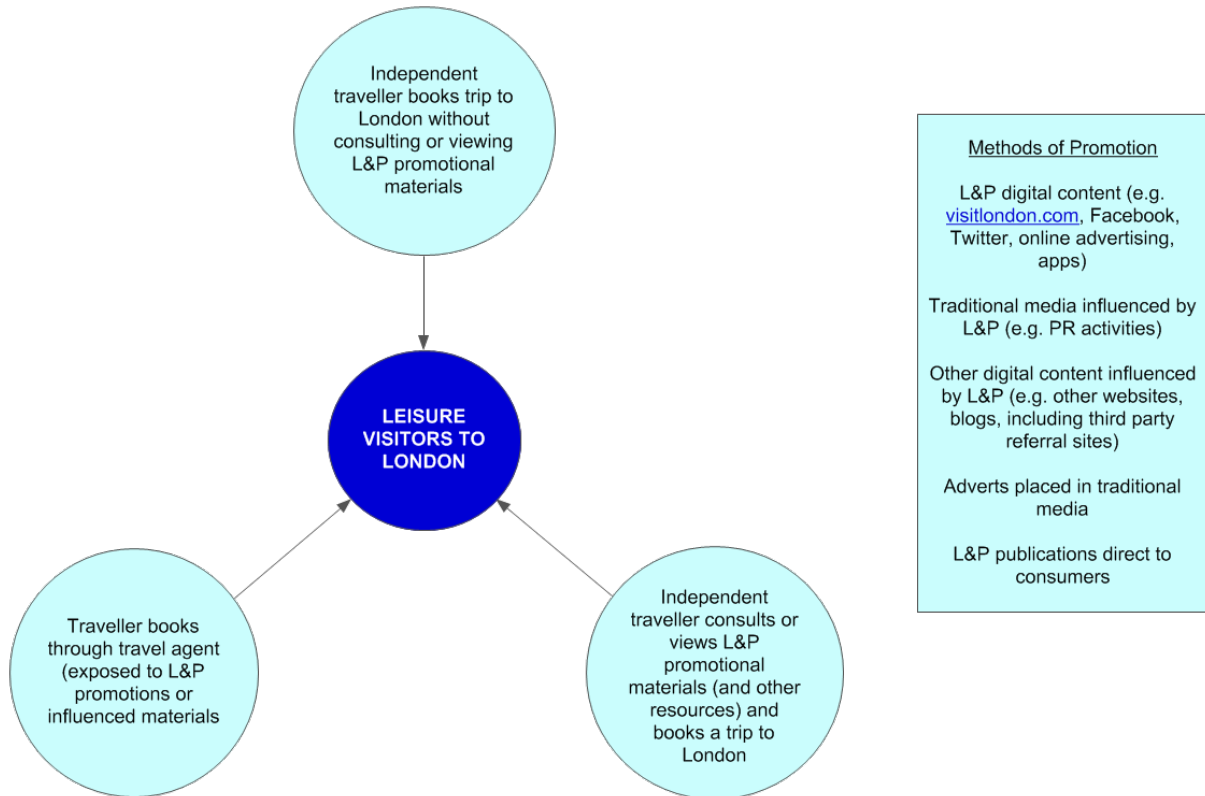 Independent
traveller books trip to
London without
consulting or viewing
L&P promotional
materials
LEISURE
VISITORS TO
LONDON
Traveller books
through travel agent
(exposed to L&P
promotions or
influenced materials
Independent
traveller consults or
views L&P
promotional
materials (and other
resources) and
books a trip to
London
Methods of Promotion
L&P digital content (e.g.
visitlondon.com, Facebook,
Twitter, online advertising,
apps)
Traditional media influenced by
L&P (e.g. PR activities)
Other digital content influenced
by L&P (e.g. other websites,
blogs, including third party
referral sites)
Adverts placed in traditional
media
L&P publications direct to
consumers